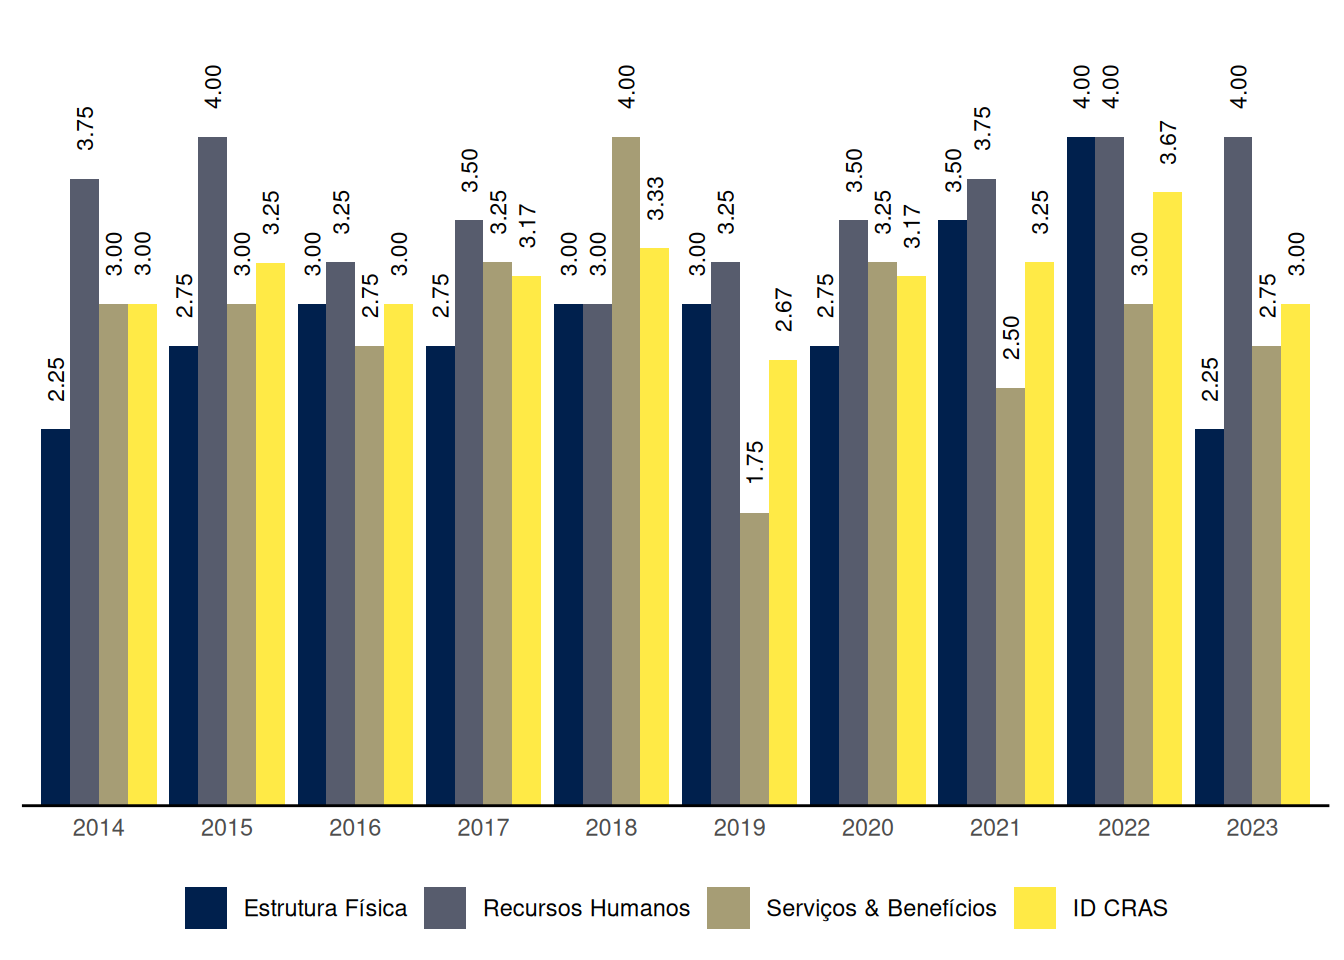 2.25 3.75 3.00 3.00
2.75 4.00 3.00 3.25
3.00 3.25 2.75 3.00
2.75 3.50 3.25 3.17
3.00 3.00 4.00 3.33
3.00 3.25 1.75 2.67
2.75 3.50 3.25 3.17
3.50 3.75 2.50 3.25
4.00 4.00 3.00 3.67
2.25 4.00 2.75 3.00
2014 2015 2016 2017 2018 2019 2020 2021 2022 2023
Estrutura Física Recursos Humanos Serviços & Benefícios ID CRAS